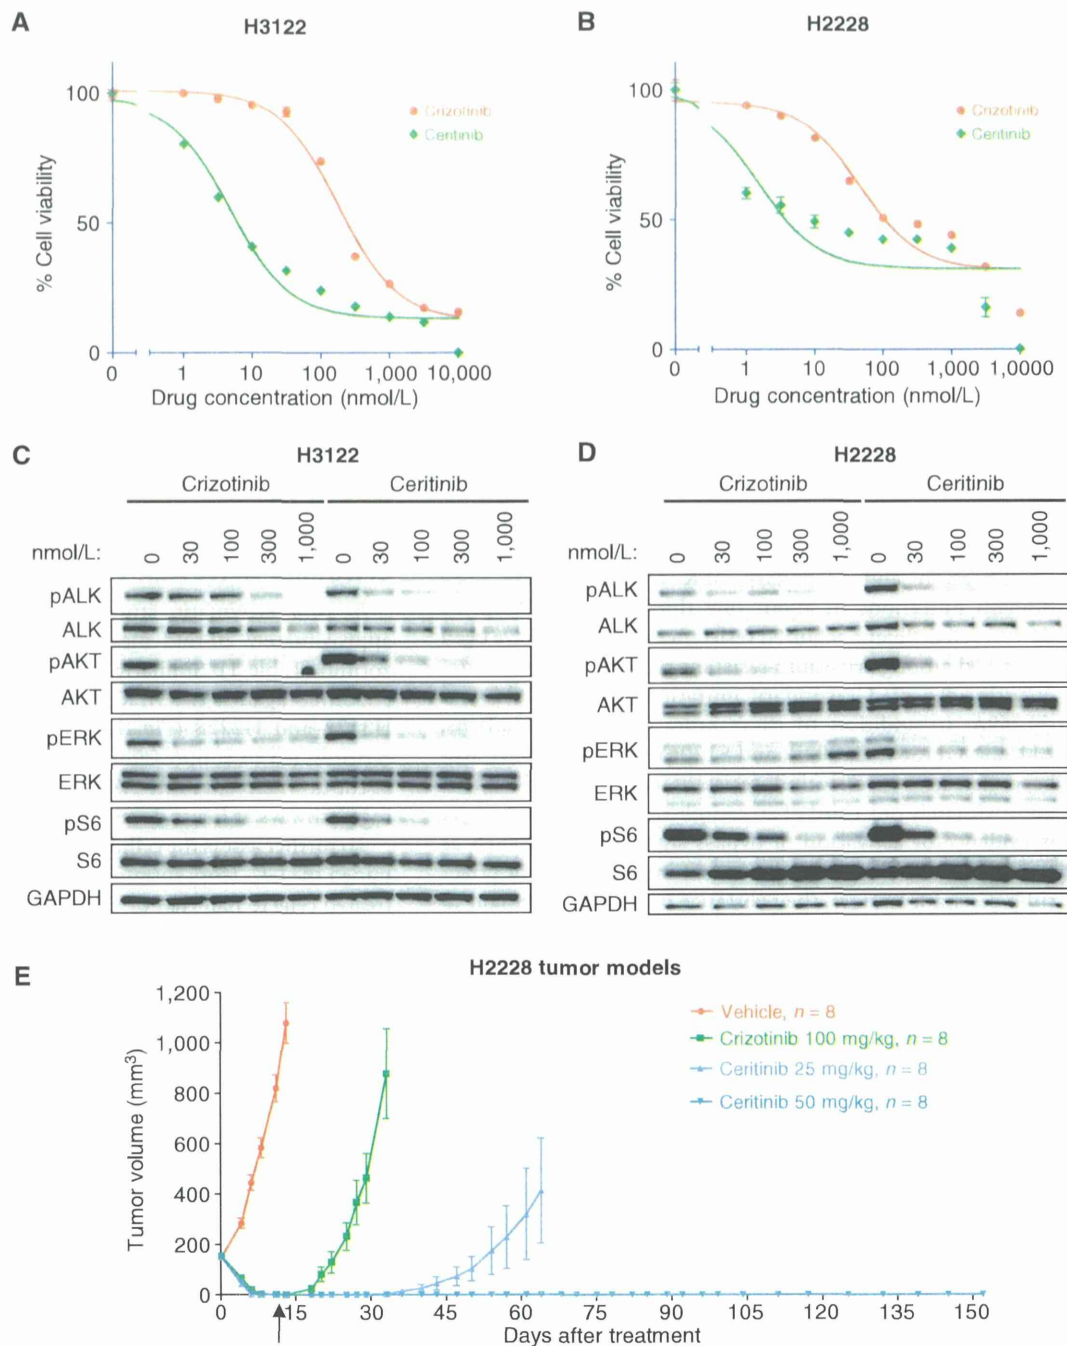 A
H3122
100
50
0
% Cell viability
Crizotinib
Ceritinib
0 1 10 100 1,000 10,000
Drug concentration (nmol/L)
B
H2228
100
50
0
% Cell viability
Crizotinib
Ceritinib
0 1 10 100 1,000 1,0000
Drug concentration (nmol/L)
C
H3122
Crizotinib Ceritinib
nmol/L: 0 30 100 300 1,000 0 30 100 300 1,000
pALK
ALK
pAKT
AKT
pERK
ERK
pS6
S6
GAPDH
D
H2228
Crizotinib Ceritinib
nmol/L: 0 30 100 300 1,000 0 30 100 300 1,000
pALK
ALK
pAKT
AKT
pERK
ERK
pS6
S6
GAPDH
E
H2228 tumor models
1,200
1,000
800
600
400
200
0
Tumor volume (mm³)
Vehicle, n = 8
Crizotinib 100 mg/kg, n = 8
Ceritinib 25 mg/kg, n = 8
Ceritinib 50 mg/kg, n = 8
0 15 30 45 60 75 90 105 120 135 150
Days after treatment